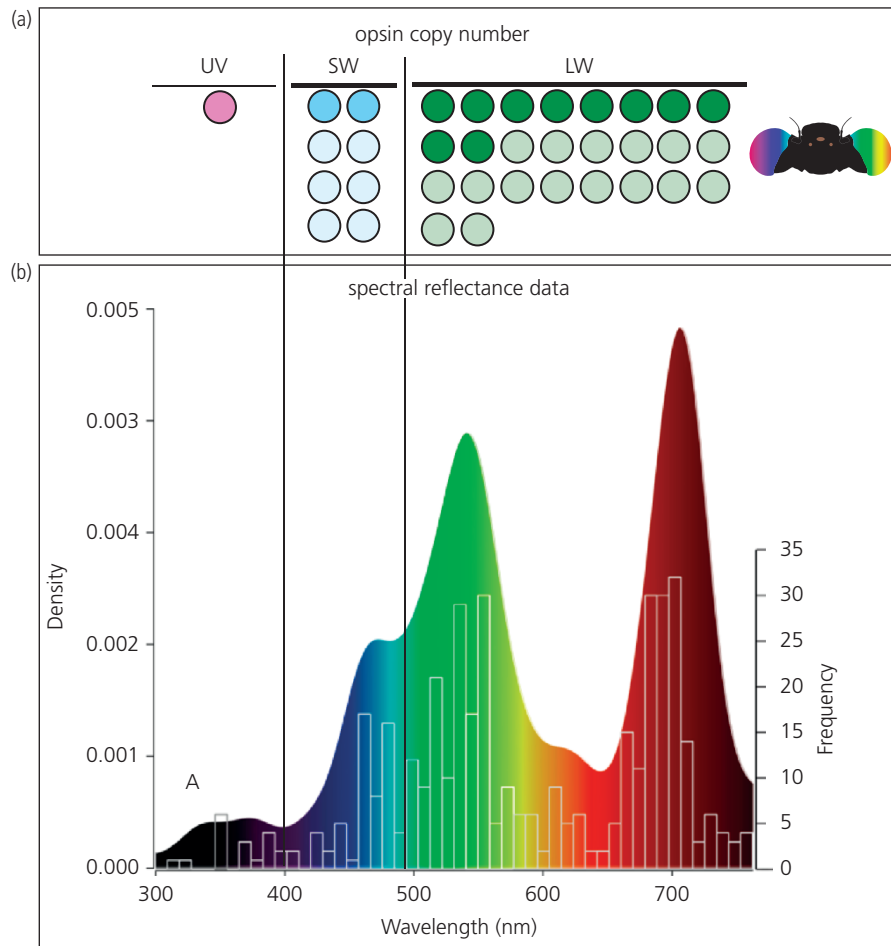 (a)
opsin copy number
UV SW LW
(b)
spectral reflectance data
0.005
0.003
0.004
0.002
0.001
0.000
Density
A
35
30
25
20
15
10
5
0
Frequency
300 400 500 600 700
Wavelength (nm)